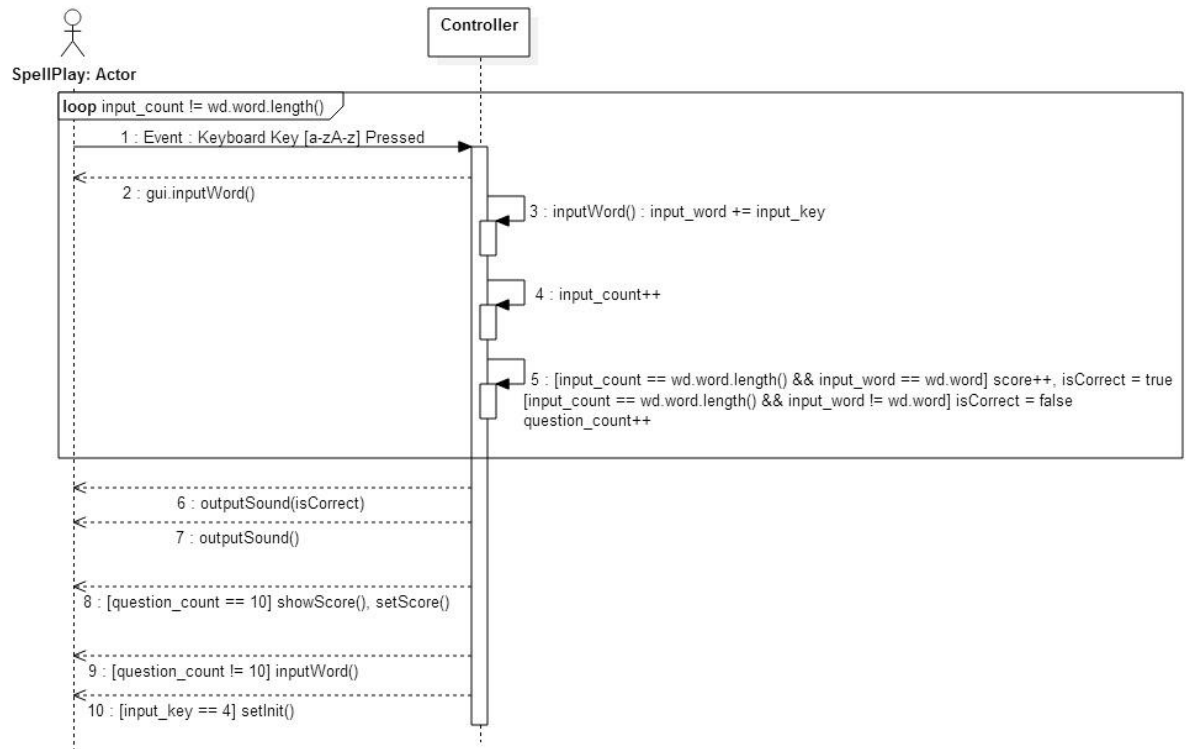 Controller
SpellPlay: Actor
loop input_count != wd.word.length()
1 : Event : Keyboard Key [a-zA-z] Pressed
2 : gui.inputWord()
3 : inputWord() : input_word += input_key
4 : input_count++
5 : [input_count == wd.word.length() && input_word == wd.word] score++, isCorrect = true
[input_count == wd.word.length() && input_word != wd.word] isCorrect = false
question_count++
6 : outputSound(isCorrect)
7 : outputSound()
8 : [question_count == 10] showScore(), setScore()
9 : [question_count != 10] inputWord()
10 : [input_key == 4] setInit()